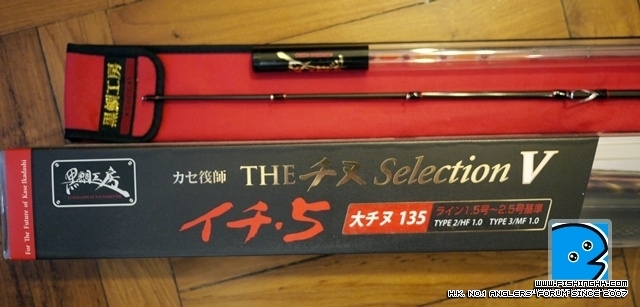 黒鯛工房
For The Future of Kase Ikadashi
黒鯛工房
カセ筏師 THE チヌ Selection V
イチ.5
大チヌ 135
ライン1.5号〜2.5号基準
TYPE 2/HF 1.0 TYPE 3/MF 1.0
WWW.FISHINGHA.COM
H.K. NO.1 ANGLERS' FORUM SINCE 2007